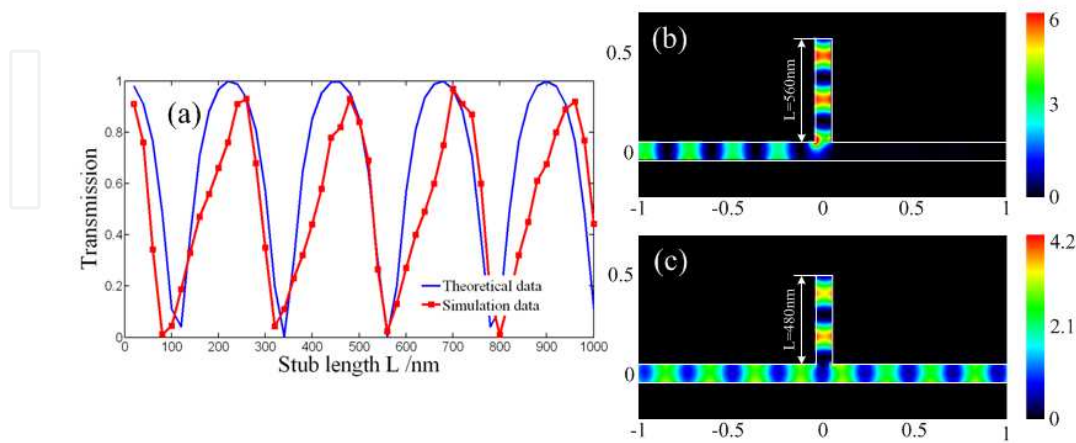 (a)
Transmission
1
0.8
0.6
0.4
0.2
0
0 100 200 300 400 500 600 700 800 900 1000
Stub length L /nm
Theoretical data
Simulation data
(b)
0.5
0
L=560nm
-1 -0.5 0 0.5 1
6
3
0
(c)
0.5
0
L=480nm
-1 -0.5 0 0.5 1
4.2
2.1
0